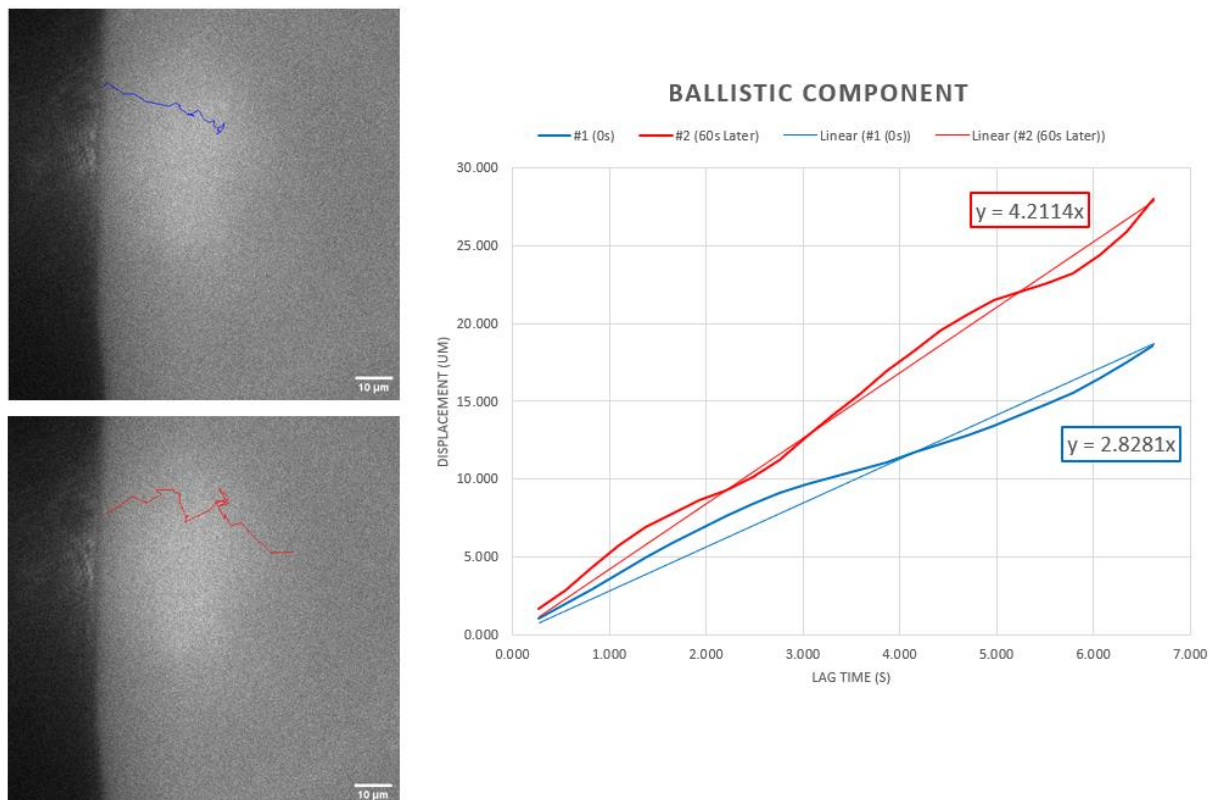 10 µm
10 µm
BALLISTIC COMPONENT
#1 (0s) #2 (60s Later) Linear (#1 (0s)) Linear (#2 (60s Later))
30.000
25.000
20.000
15.000
10.000
5.000
0.000
DISPLACEMENT (UM)
y = 4.2114x
y = 2.8281x
0.000 1.000 2.000 3.000 4.000 5.000 6.000 7.000
LAG TIME (S)